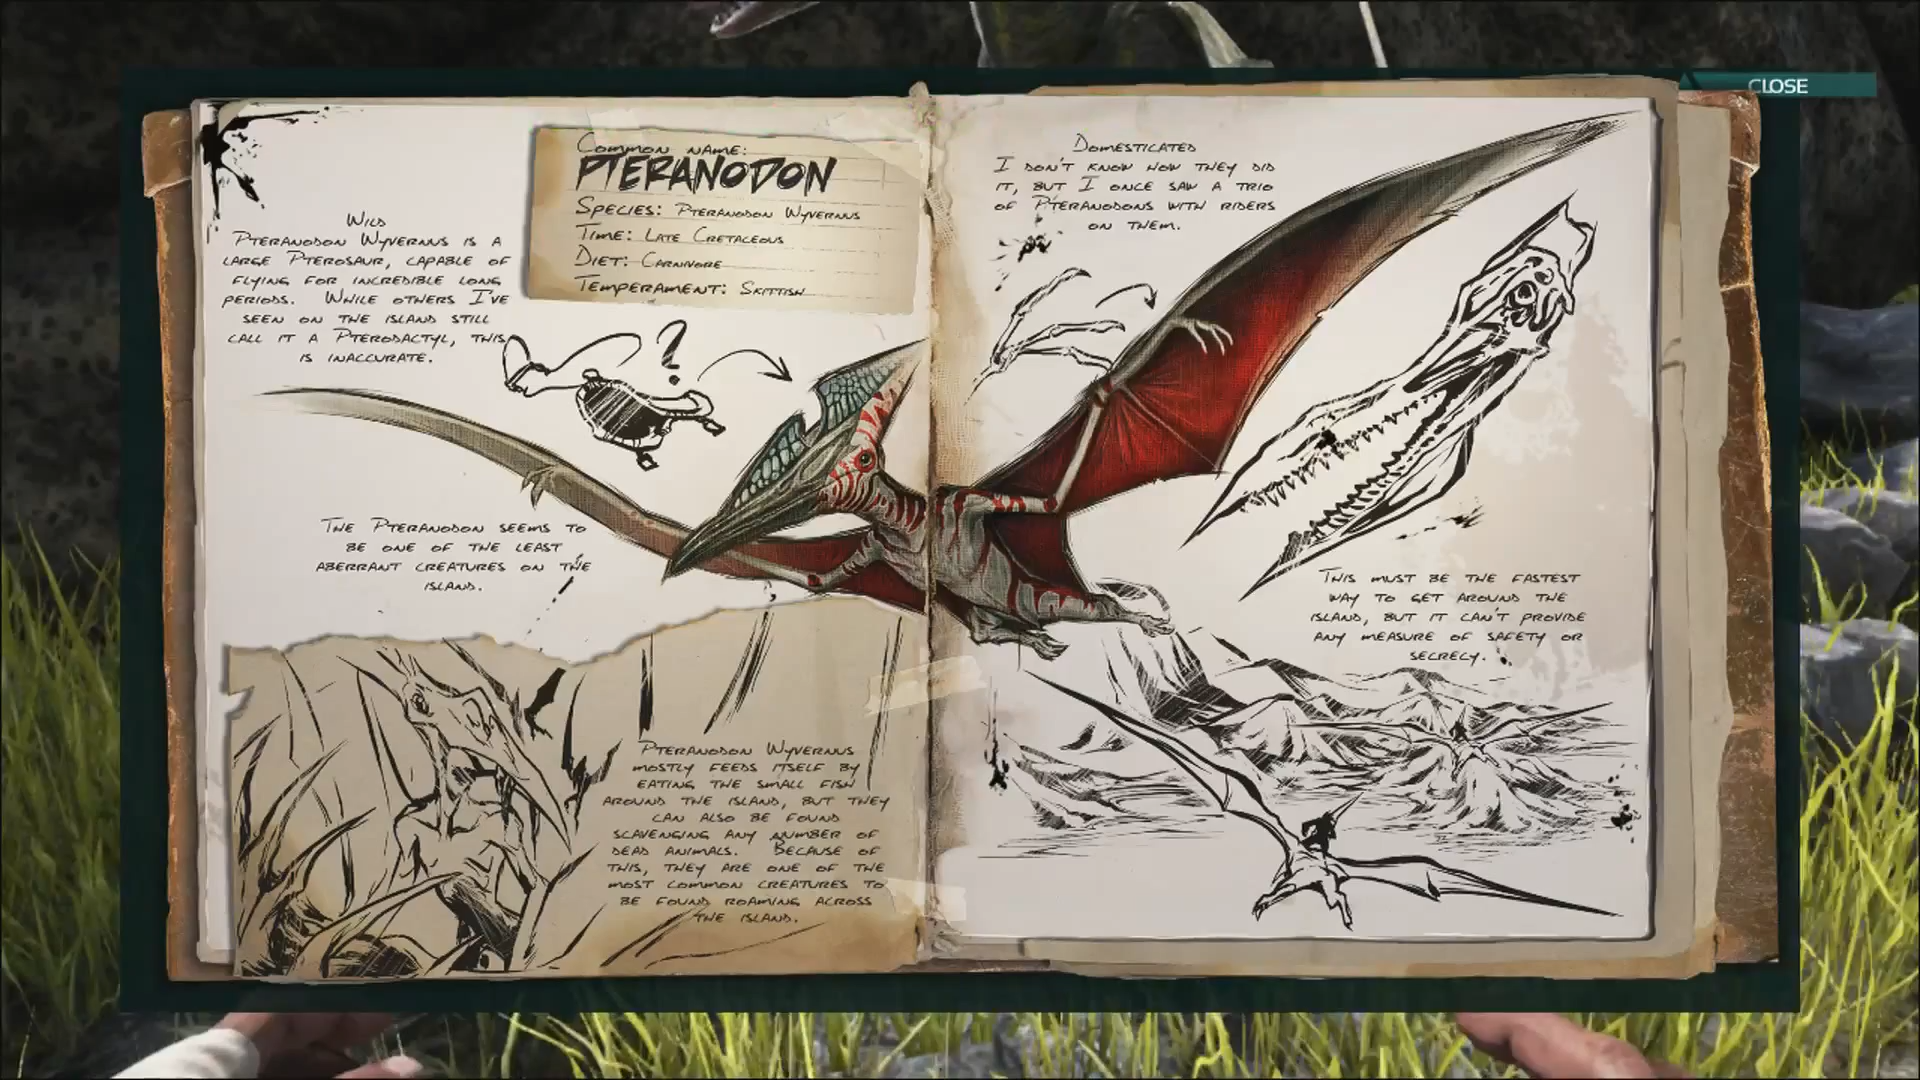 CLOSE
COMMON NAME:
PTERANODON
SPECIES: PTERANODON WYVERNUS
TIME: LATE CRETACEOUS
DIET: CARNIVORE
TEMPERAMENT: SKITTISH
WILD
PTERANODON WYVERNUS IS A
LARGE PTEROSAUR, CAPABLE OF
FLYING FOR INCREDIBLE LONG
PERIODS. WHILE OTHERS I'VE
SEEN ON THE ISLAND STILL
CALL IT A PTERODACTYL, THIS
IS INACCURATE.
?
THE PTERANODON SEEMS TO
BE ONE OF THE LEAST
ABERRANT CREATURES ON THE
ISLAND.
PTERANODON WYVERNUS
MOSTLY FEEDS ITSELF BY
EATING THE SMALL FISH
AROUND THE ISLAND, BUT THEY
CAN ALSO BE FOUND
SCAVENGING ANY NUMBER OF
DEAD ANIMALS. BECAUSE OF
THIS, THEY ARE ONE OF THE
MOST COMMON CREATURES TO
BE FOUND ROAMING ACROSS
THE ISLAND.
DOMESTICATED
I DON'T KNOW HOW THEY DID
IT, BUT I ONCE SAW A TRIO
OF PTERANODONS WITH RIDERS
ON THEM.
THIS MUST BE THE FASTEST
WAY TO GET AROUND THE
ISLAND, BUT IT CAN'T PROVIDE
ANY MEASURE OF SAFETY OR
SECRECY.